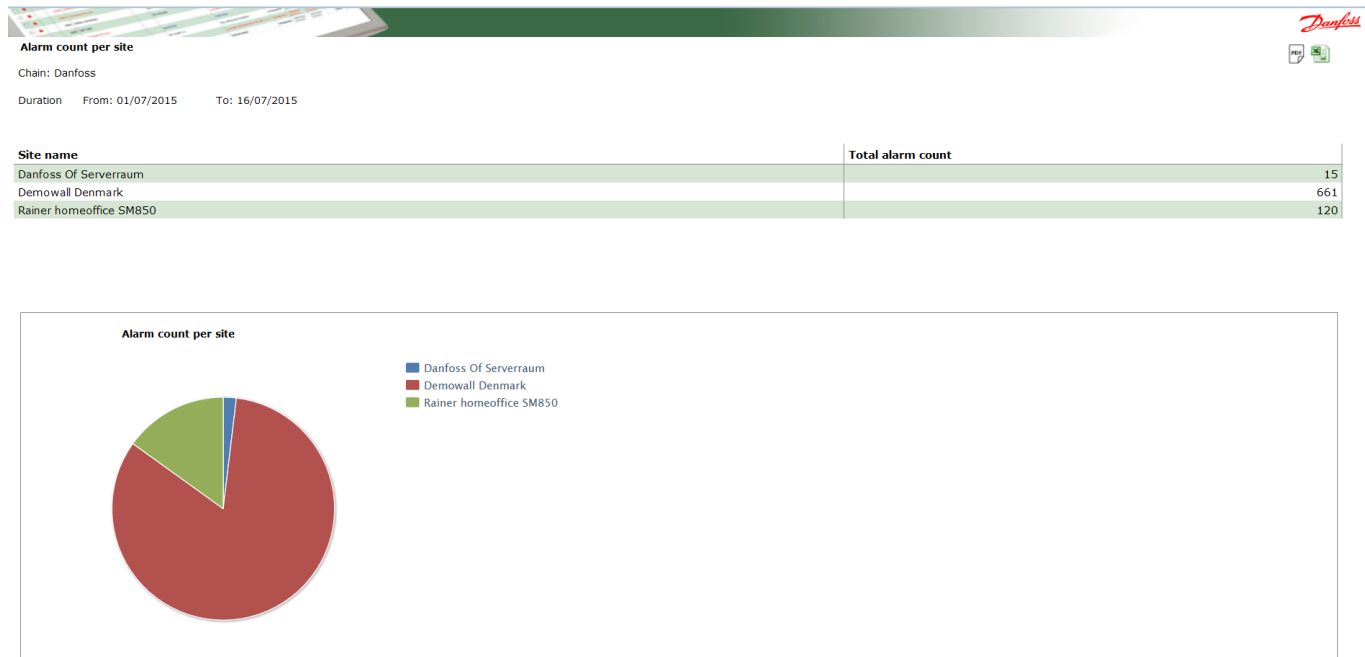 Danfoss
Alarm count per site
PDF
Chain: Danfoss
Duration From: 01/07/2015 To: 16/07/2015
Site name Total alarm count
Danfoss Of Serverraum 15
Demowall Denmark 661
Rainer homeoffice SM850 120
Alarm count per site
Danfoss Of Serverraum
Demowall Denmark
Rainer homeoffice SM850